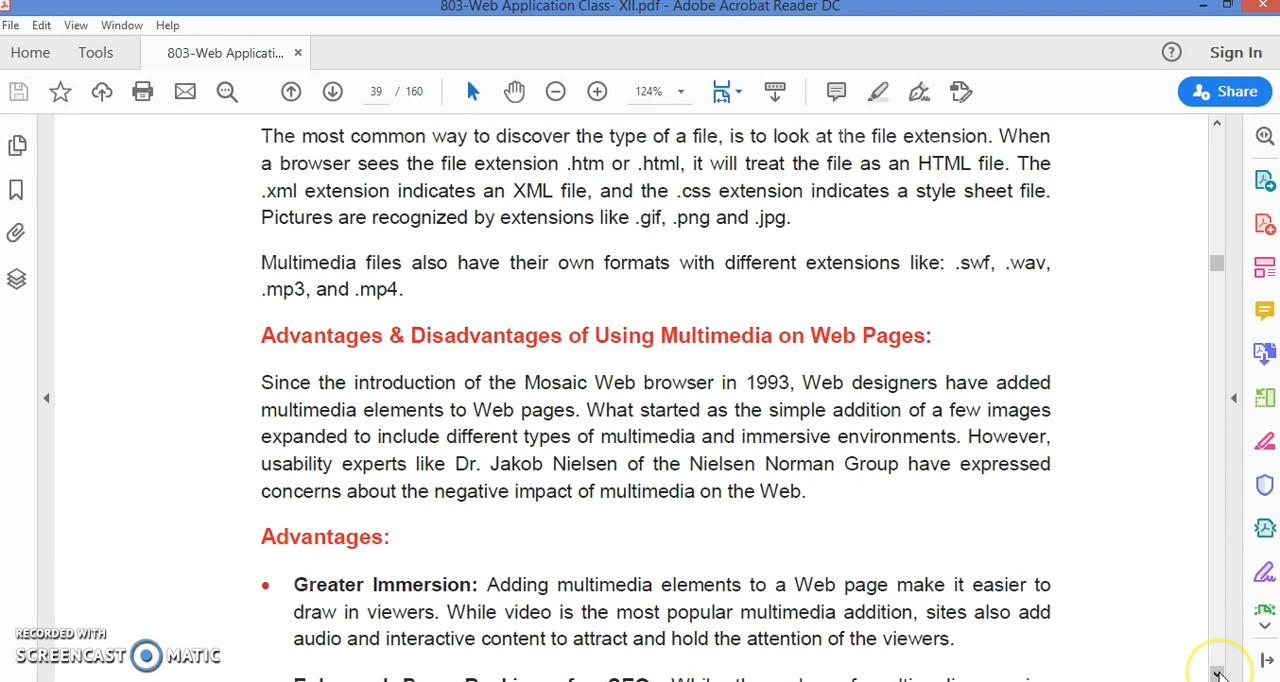 803-Web Application Class- XII.pdf - Adobe Acrobat Reader DC
File Edit View Window Help
Home Tools 803-Web Applicati... × Sign In
39 / 160 124% Share
The most common way to discover the type of a file, is to look at the file extension. When
a browser sees the file extension .htm or .html, it will treat the file as an HTML file. The
.xml extension indicates an XML file, and the .css extension indicates a style sheet file.
Pictures are recognized by extensions like .gif, .png and .jpg.
Multimedia files also have their own formats with different extensions like: .swf, .wav,
.mp3, and .mp4.
Advantages & Disadvantages of Using Multimedia on Web Pages:
Since the introduction of the Mosaic Web browser in 1993, Web designers have added
multimedia elements to Web pages. What started as the simple addition of a few images
expanded to include different types of multimedia and immersive environments. However,
usability experts like Dr. Jakob Nielsen of the Nielsen Norman Group have expressed
concerns about the negative impact of multimedia on the Web.
Advantages:
• Greater Immersion: Adding multimedia elements to a Web page make it easier to
draw in viewers. While video is the most popular multimedia addition, sites also add
audio and interactive content to attract and hold the attention of the viewers.
RECORDED WITH
SCREENCAST MATIC